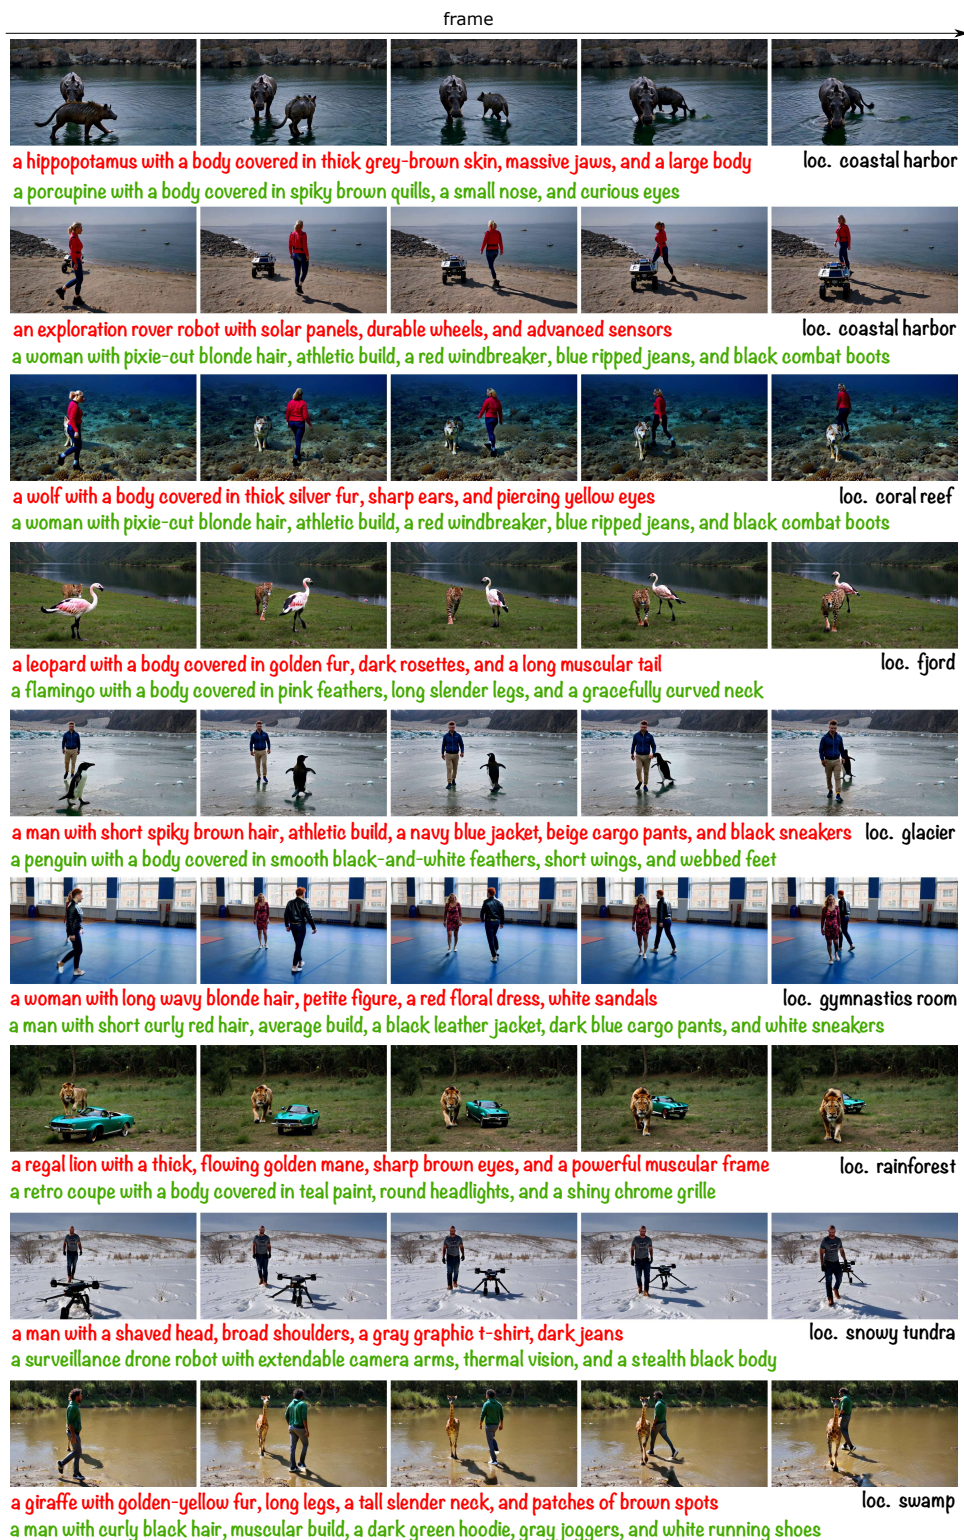 frame
a hippopotamus with a body covered in thick grey-brown skin, massive jaws, and a large body loc. coastal harbor
a porcupine with a body covered in spiky brown quills, a small nose, and curious eyes
an exploration rover robot with solar panels, durable wheels, and advanced sensors loc. coastal harbor
a woman with pixie-cut blonde hair, athletic build, a red windbreaker, blue ripped jeans, and black combat boots
a wolf with a body covered in thick silver fur, sharp ears, and piercing yellow eyes loc. coral reef
a woman with pixie-cut blonde hair, athletic build, a red windbreaker, blue ripped jeans, and black combat boots
a leopard with a body covered in golden fur, dark rosettes, and a long muscular tail loc. fjord
a flamingo with a body covered in pink feathers, long slender legs, and a gracefully curved neck
a man with short spiky brown hair, athletic build, a navy blue jacket, beige cargo pants, and black sneakers loc. glacier
a penguin with a body covered in smooth black-and-white feathers, short wings, and webbed feet
a woman with long wavy blonde hair, petite figure, a red floral dress, white sandals loc. gymnastics room
a man with short curly red hair, average build, a black leather jacket, dark blue cargo pants, and white sneakers
a regal lion with a thick, flowing golden mane, sharp brown eyes, and a powerful muscular frame loc. rainforest
a retro coupe with a body covered in teal paint, round headlights, and a shiny chrome grille
a man with a shaved head, broad shoulders, a gray graphic t-shirt, dark jeans loc. snowy tundra
a surveillance drone robot with extendable camera arms, thermal vision, and a stealth black body
a giraffe with golden-yellow fur, long legs, a tall slender neck, and patches of brown spots loc. swamp
a man with curly black hair, muscular build, a dark green hoodie, gray joggers, and white running shoes